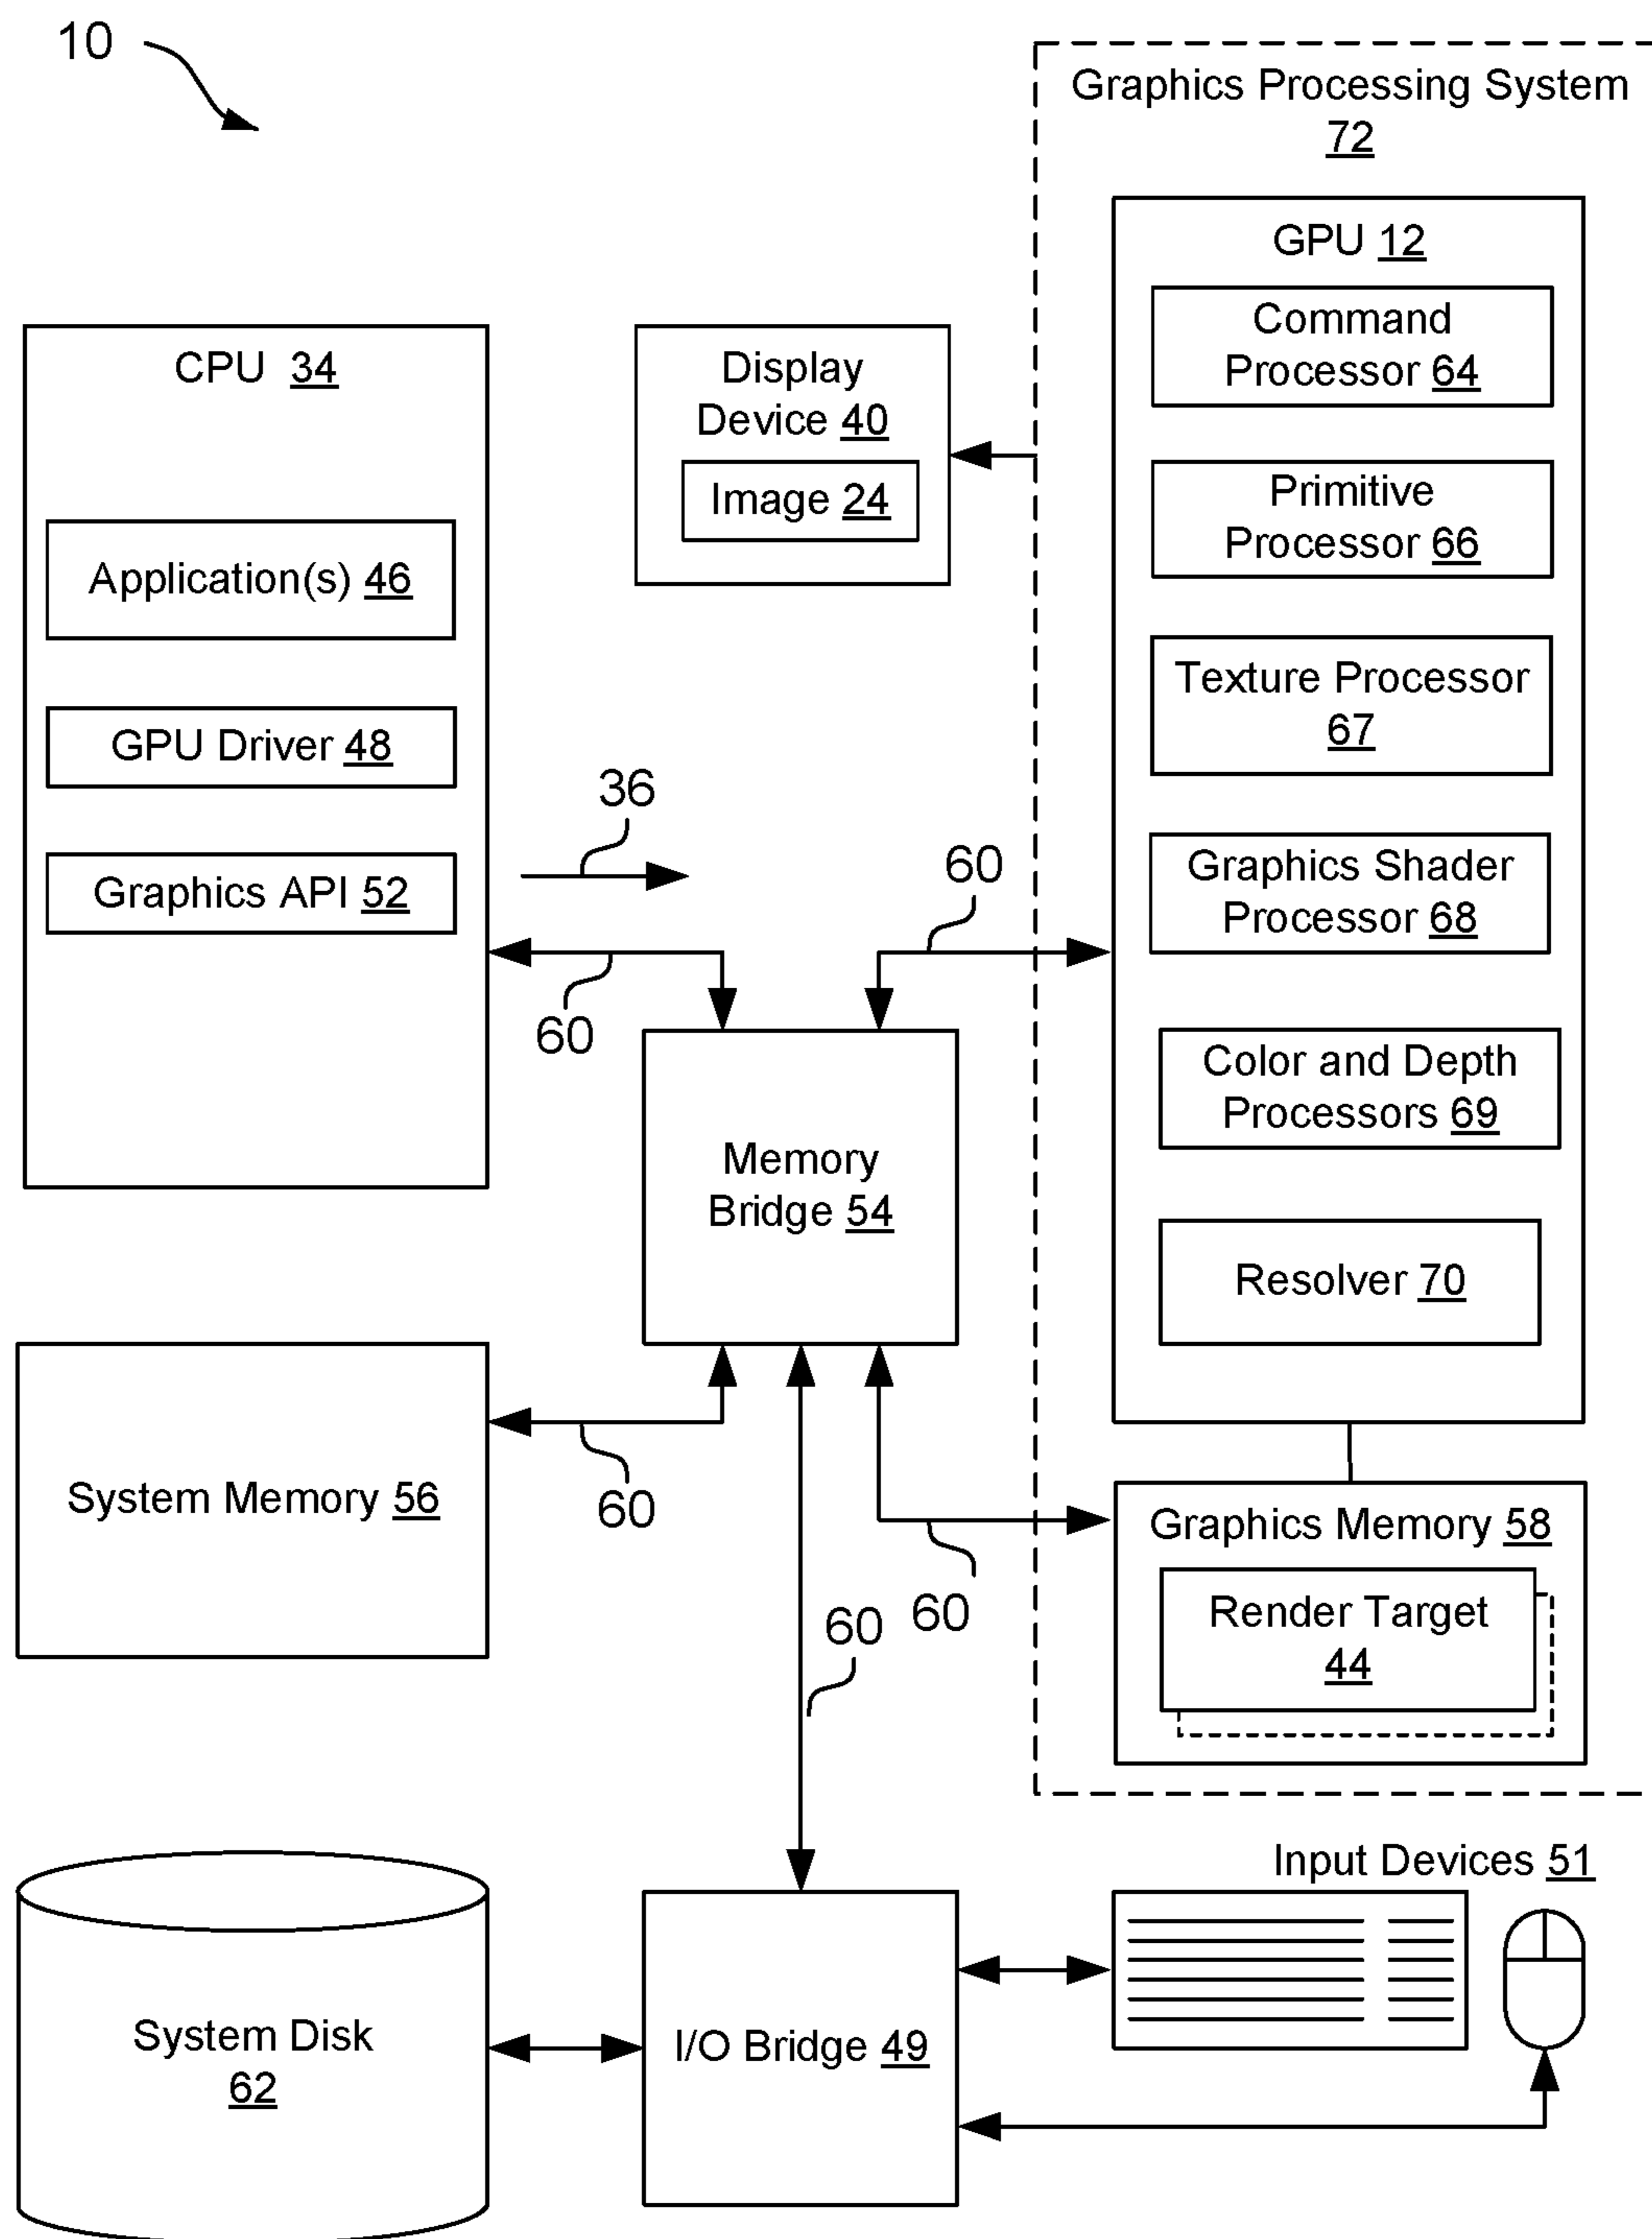 10
Graphics Processing System
72
GPU 12
Command
Processor 64
Primitive
Processor 66
Texture Processor
67
Graphics Shader
Processor 68
Color and Depth
Processors 69
Resolver 70
CPU 34
Application(s) 46
GPU Driver 48
Graphics API 52
Display
Device 40
Image 24
36
60
60
Memory
Bridge 54
System Memory 56
60
60
60
Graphics Memory 58
Render Target
44
Input Devices 51
System Disk
62
I/O Bridge 49